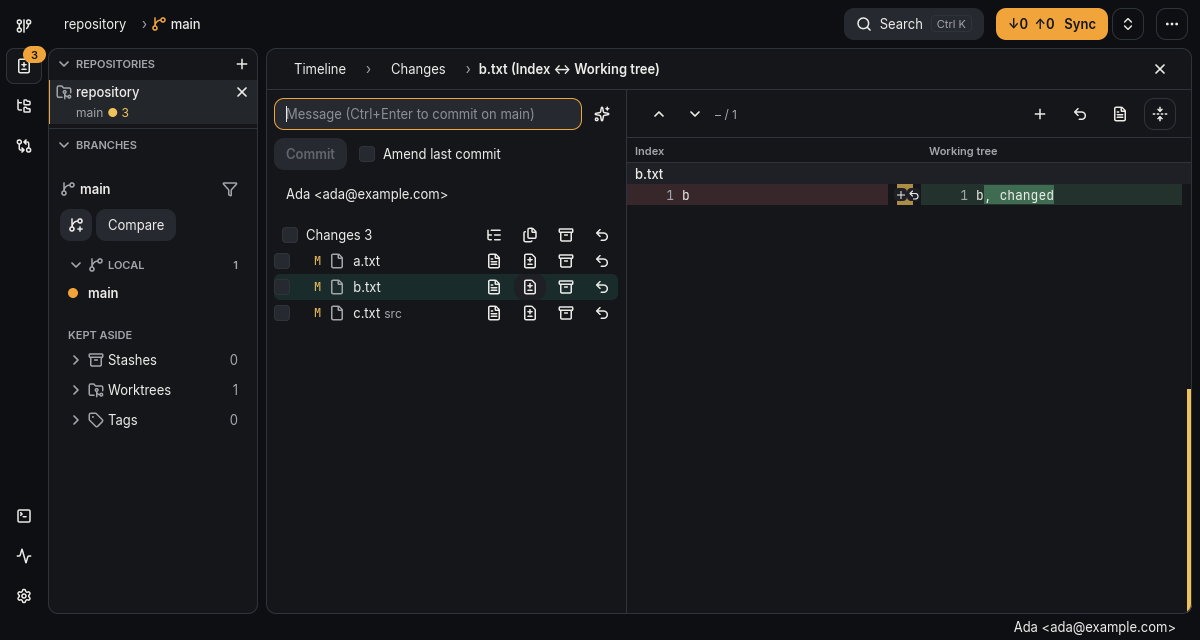 repository › main
Search Ctrl K
↓0 ↑0 Sync
3
REPOSITORIES
repository
main 3
BRANCHES
main
Compare
LOCAL 1
main
KEPT ASIDE
Stashes 0
Worktrees 1
Tags 0
Timeline › Changes › b.txt (Index ↔ Working tree)
Message (Ctrl+Enter to commit on main)
Commit
Amend last commit
Ada <ada@example.com>
Changes 3
M a.txt
M b.txt
M c.txt src
– / 1
Index
Working tree
b.txt
1 b
1 b, changed
Ada <ada@example.com>